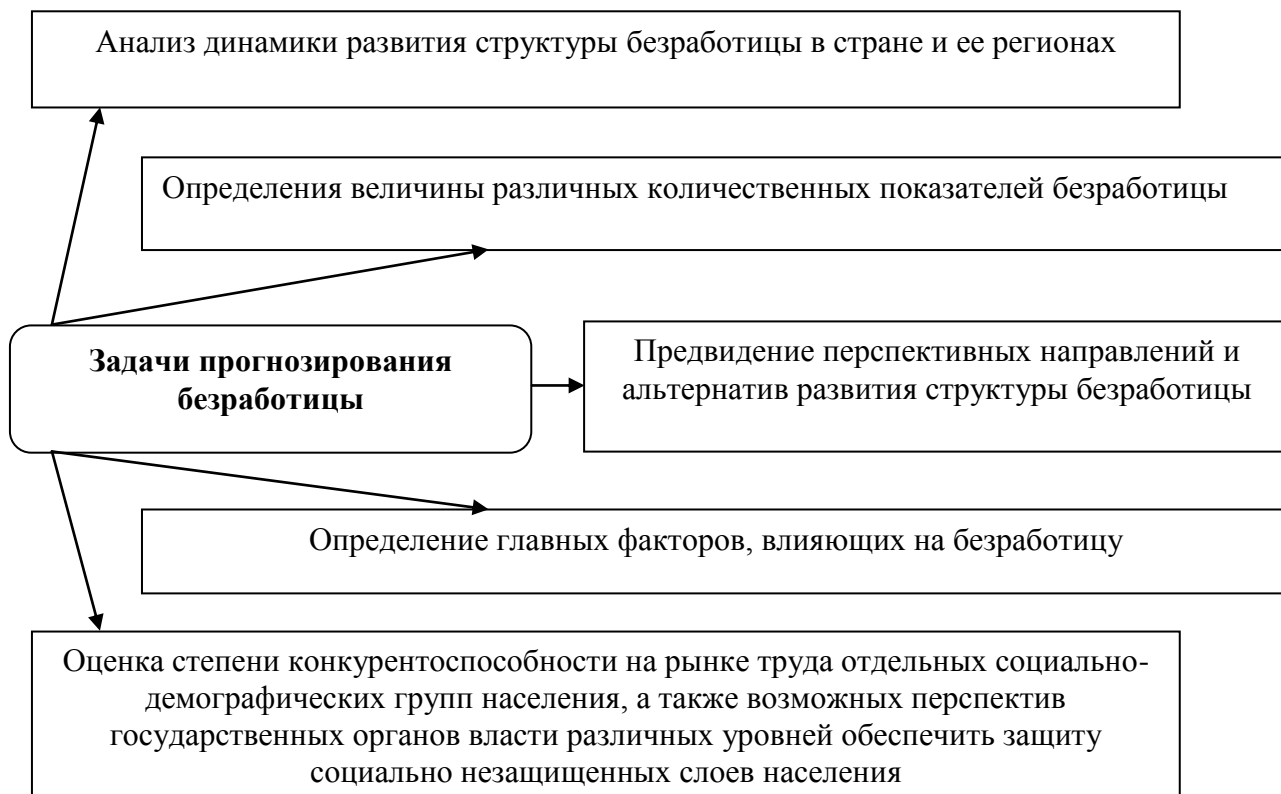 Анализ динамики развития структуры безработицы в стране и ее регионах
Определения величины различных количественных показателей безработицы
Задачи прогнозирования
безработицы
Предвидение перспективных направлений и
альтернатив развития структуры безработицы
Определение главных факторов, влияющих на безработицу
Оценка степени конкурентоспособности на рынке труда отдельных социально-
демографических групп населения, а также возможных перспектив
государственных органов власти различных уровней обеспечить защиту
социально незащищенных слоев населения